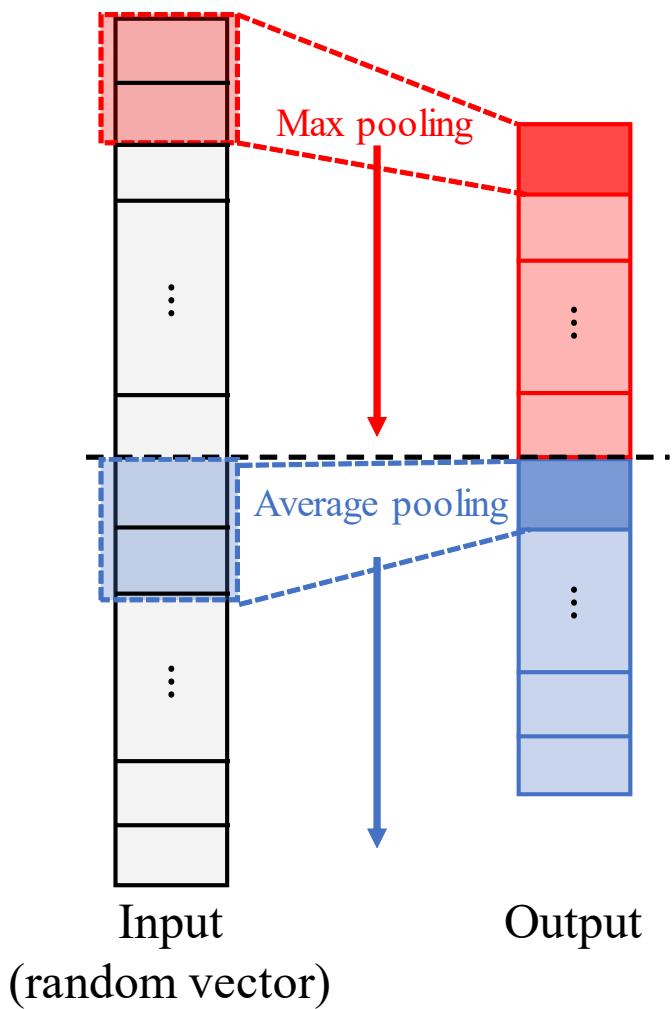 Max pooling
⋮
⋮
Average pooling
⋮
⋮
Input
(random vector)
Output